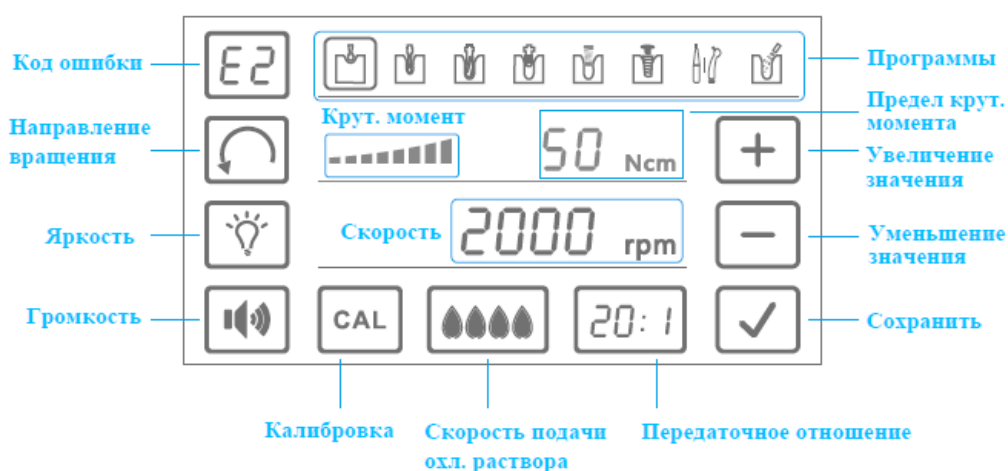 Код ошибки
E2
Программы
Направление
вращения
Крут. момент
50 Ncm
Предел крут.
момента
+
Увеличение
значения
Яркость
Скорость
2000 rpm
−
Уменьшение
значения
Громкость
CAL
20:1
Сохранить
Калибровка
Скорость подачи
охл. раствора
Передаточное отношение